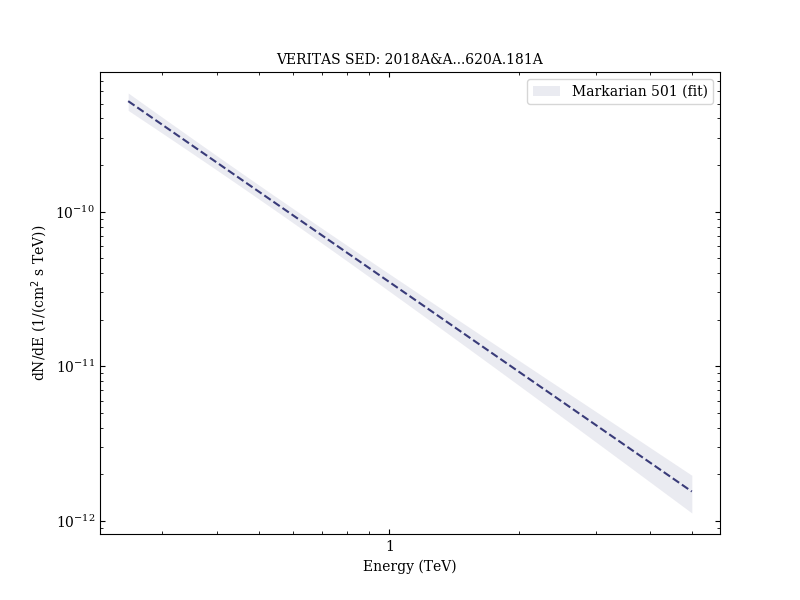 VERITAS SED: 2018A&A...620A.181A
Markarian 501 (fit)
dN/dE (1/(cm² s TeV))
10⁻¹⁰
10⁻¹¹
10⁻¹²
1
Energy (TeV)